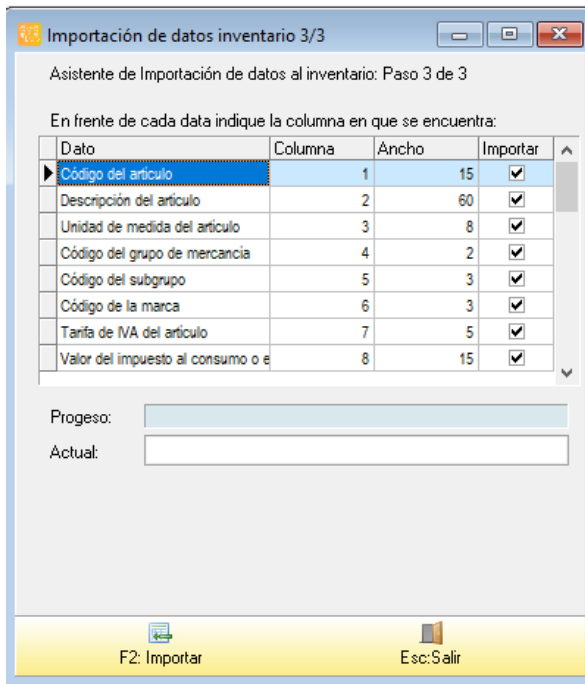 Importación de datos inventario 3/3
Asistente de Importación de datos al inventario: Paso 3 de 3
En frente de cada data indique la columna en que se encuentra:
Dato Columna Ancho Importar
Código del artículo 1 15
Descripción del artículo 2 60
Unidad de medida del artículo 3 8
Código del grupo de mercancía 4 2
Código del subgrupo 5 3
Código de la marca 6 3
Tarifa de IVA del artículo 7 5
Valor del impuesto al consumo o e 8 15
Progeso:
Actual:
F2: Importar Esc:Salir